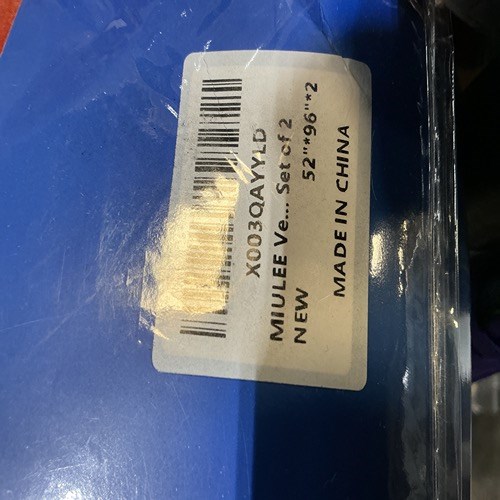 X003QAYYLD
MIULEE Ve... Set of 2
52"*96"*2
NEW
MADE IN CHINA